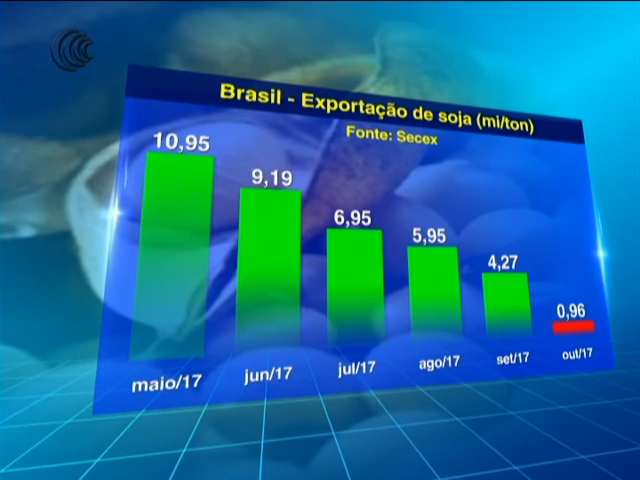 Brasil - Exportação de soja (mi/ton)
Fonte: Secex
10,95
9,19
6,95
5,95
4,27
0,96
maio/17
jun/17
jul/17
ago/17
set/17
out/17